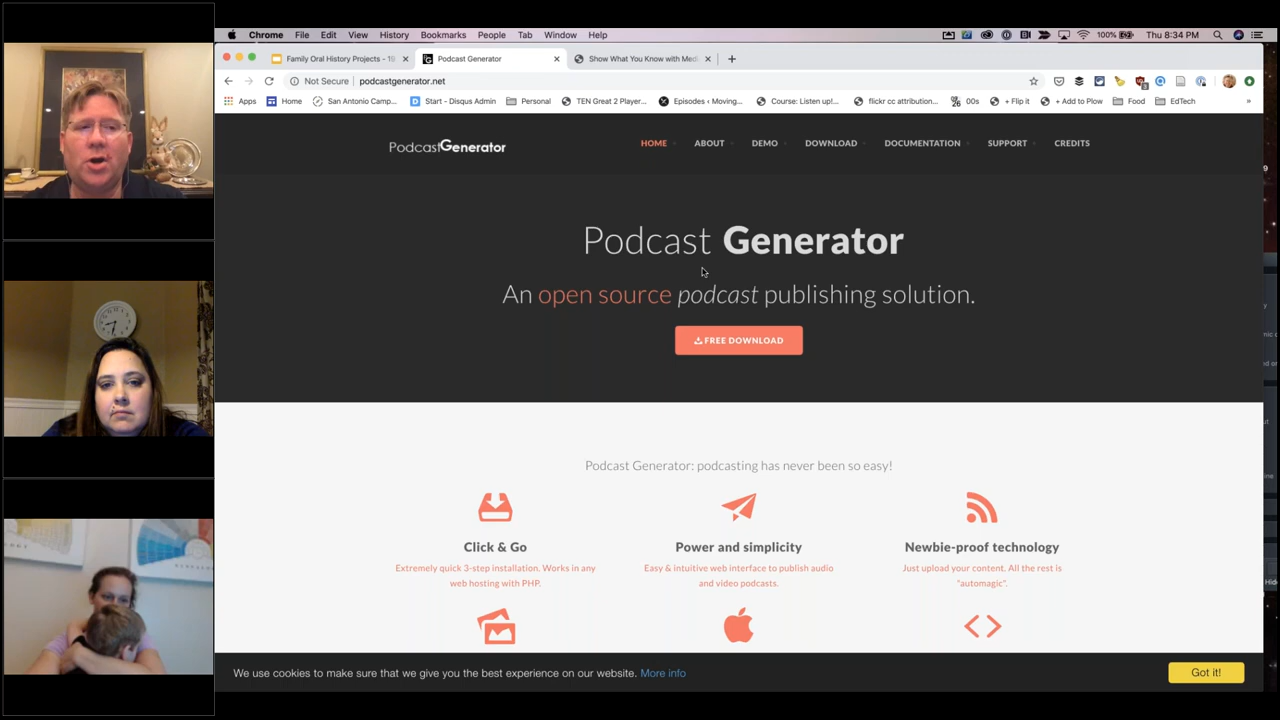 Chrome File Edit View History Bookmarks People Tab Window Help 100% Thu 8:34 PM
Family Oral History Projects - 19 Podcast Generator Show What You Know with Med
Not Secure podcastgenerator.net
Apps Home San Antonio Camp... Start - Disqus Admin Personal TEN Great 2 Player... Episodes ‹ Moving... Course: Listen up!... flickr cc attribution... 00s + Flip it + Add to Plow Food EdTech »
PodcastGenerator HOME ABOUT DEMO DOWNLOAD DOCUMENTATION SUPPORT CREDITS
Podcast Generator
An open source podcast publishing solution.
FREE DOWNLOAD
Podcast Generator: podcasting has never been so easy!
Click & Go Power and simplicity Newbie-proof technology
Extremely quick 3-step installation. Works in any Easy & intuitive web interface to publish audio Just upload your content. All the rest is
web hosting with PHP. and video podcasts. "automagic".
We use cookies to make sure that we give you the best experience on our website. More info Got it!